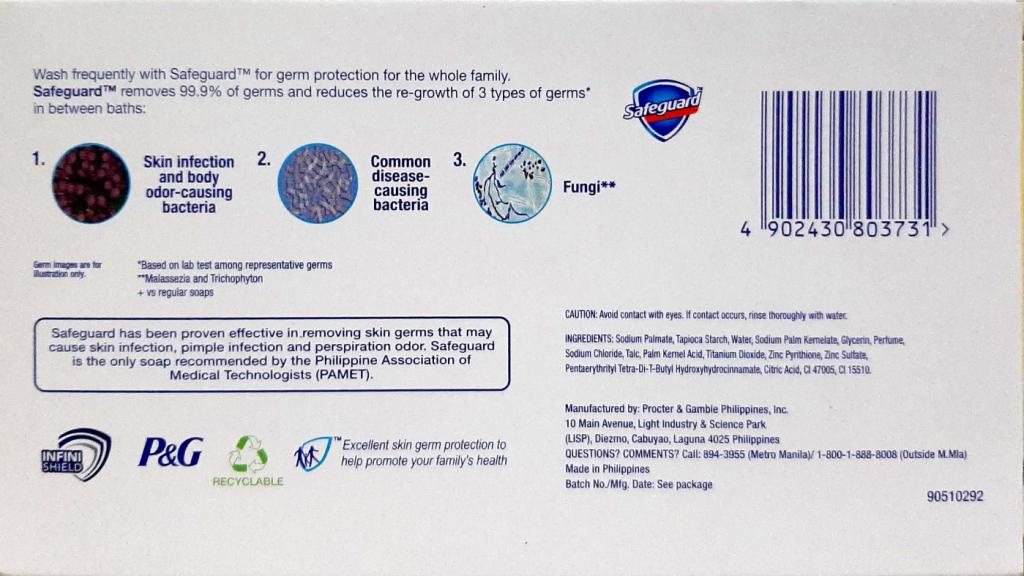 Wash frequently with Safeguard™ for germ protection for the whole family.
Safeguard™ removes 99.9% of germs and reduces the re-growth of 3 types of germs*
in between baths:
1.
Skin infection
and body
odor-causing
bacteria
2.
Common
disease-
causing
bacteria
3.
Fungi**
Safeguard™
4 902430 803731 >
Germ images are for
illustration only.
*Based on lab test among representative germs
**Malassezia and Trichophyton
+ vs regular soaps
Safeguard has been proven effective in removing skin germs that may
cause skin infection, pimple infection and perspiration odor. Safeguard
is the only soap recommended by the Philippine Association of
Medical Technologists (PAMET).
CAUTION: Avoid contact with eyes. If contact occurs, rinse thoroughly with water.
INGREDIENTS: Sodium Palmate, Tapioca Starch, Water, Sodium Palm Kernelate, Glycerin, Perfume,
Sodium Chloride, Talc, Palm Kernel Acid, Titanium Dioxide, Zinc Pyrithione, Zinc Sulfate,
Pentaerythrityl Tetra-Di-T-Butyl Hydroxyhydrocinnamate, Citric Acid, CI 47005, CI 15510.
Manufactured by: Procter & Gamble Philippines, Inc.
10 Main Avenue, Light Industry & Science Park
(LISP), Diezmo, Cabuyao, Laguna 4025 Philippines
QUESTIONS? COMMENTS? Call: 894-3955 (Metro Manila)/ 1-800-1-888-8008 (Outside M.Mla)
Made in Philippines
Batch No./Mfg. Date: See package
90510292
INFINI
SHIELD
P&G
RECYCLABLE
™Excellent skin germ protection to
help promote your family's health